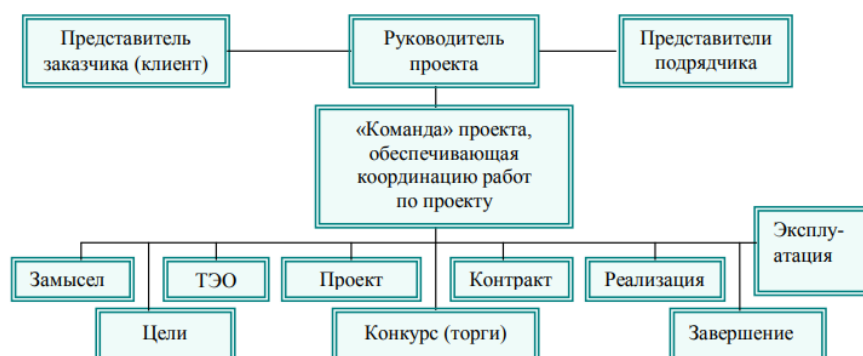 Представитель
заказчика (клиент)
Руководитель
проекта
Представители
подрядчика
«Команда» проекта,
обеспечивающая
координацию работ
по проекту
Эксплу-
атация
Замысел
ТЭО
Проект
Контракт
Реализация
Цели
Конкурс (торги)
Завершение